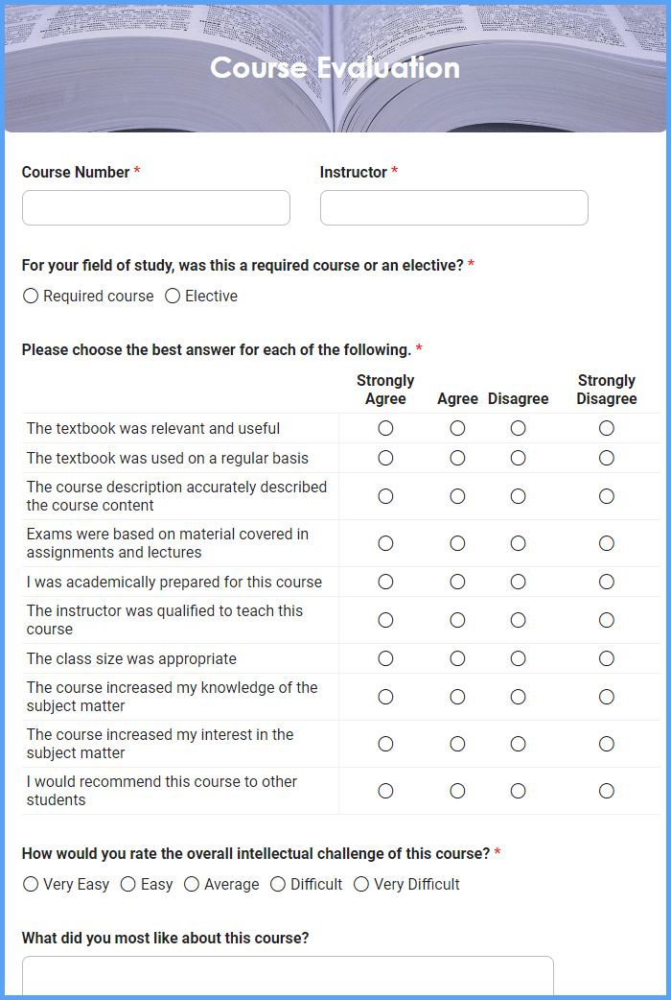 Course Evaluation
Course Number *
Instructor *
For your field of study, was this a required course or an elective? *
Required course
Elective
Please choose the best answer for each of the following. *
Strongly
Agree
Agree
Disagree
Strongly
Disagree
The textbook was relevant and useful
The textbook was used on a regular basis
The course description accurately described
the course content
Exams were based on material covered in
assignments and lectures
I was academically prepared for this course
The instructor was qualified to teach this
course
The class size was appropriate
The course increased my knowledge of the
subject matter
The course increased my interest in the
subject matter
I would recommend this course to other
students
How would you rate the overall intellectual challenge of this course? *
Very Easy
Easy
Average
Difficult
Very Difficult
What did you most like about this course?